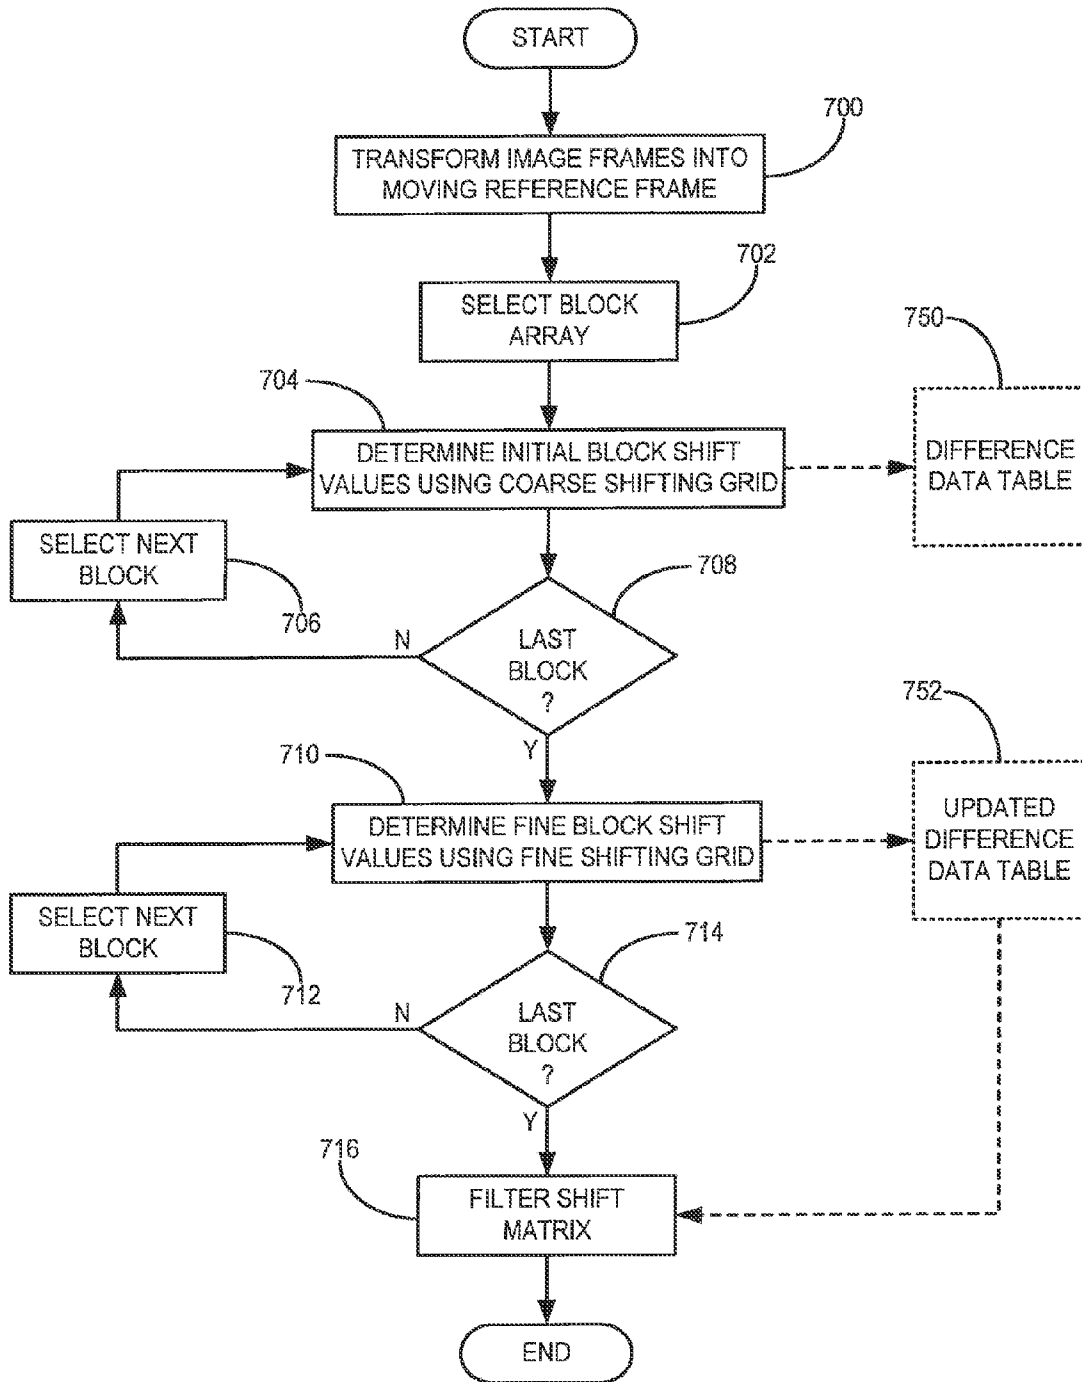 START
700
TRANSFORM IMAGE FRAMES INTO
MOVING REFERENCE FRAME
702
SELECT BLOCK
ARRAY
704
750
DETERMINE INITIAL BLOCK SHIFT
VALUES USING COARSE SHIFTING GRID
DIFFERENCE
DATA TABLE
SELECT NEXT
BLOCK
706
708
N
LAST
BLOCK
?
Y
752
710
DETERMINE FINE BLOCK SHIFT
VALUES USING FINE SHIFTING GRID
UPDATED
DIFFERENCE
DATA TABLE
SELECT NEXT
BLOCK
712
714
N
LAST
BLOCK
?
Y
716
FILTER SHIFT
MATRIX
END